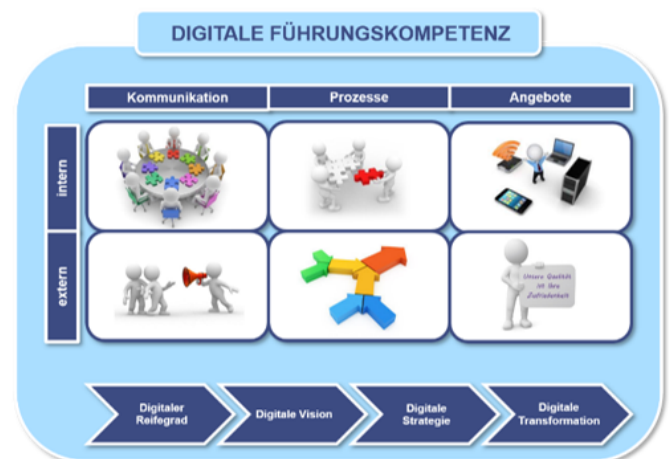 DIGITALE FÜHRUNGSKOMPETENZ
Kommunikation
Prozesse
Angebote
intern
extern
Unsere Qualität
ist Ihre
Zufriedenheit
Digitaler
Reifegrad
Digitale Vision
Digitale
Strategie
Digitale
Transformation